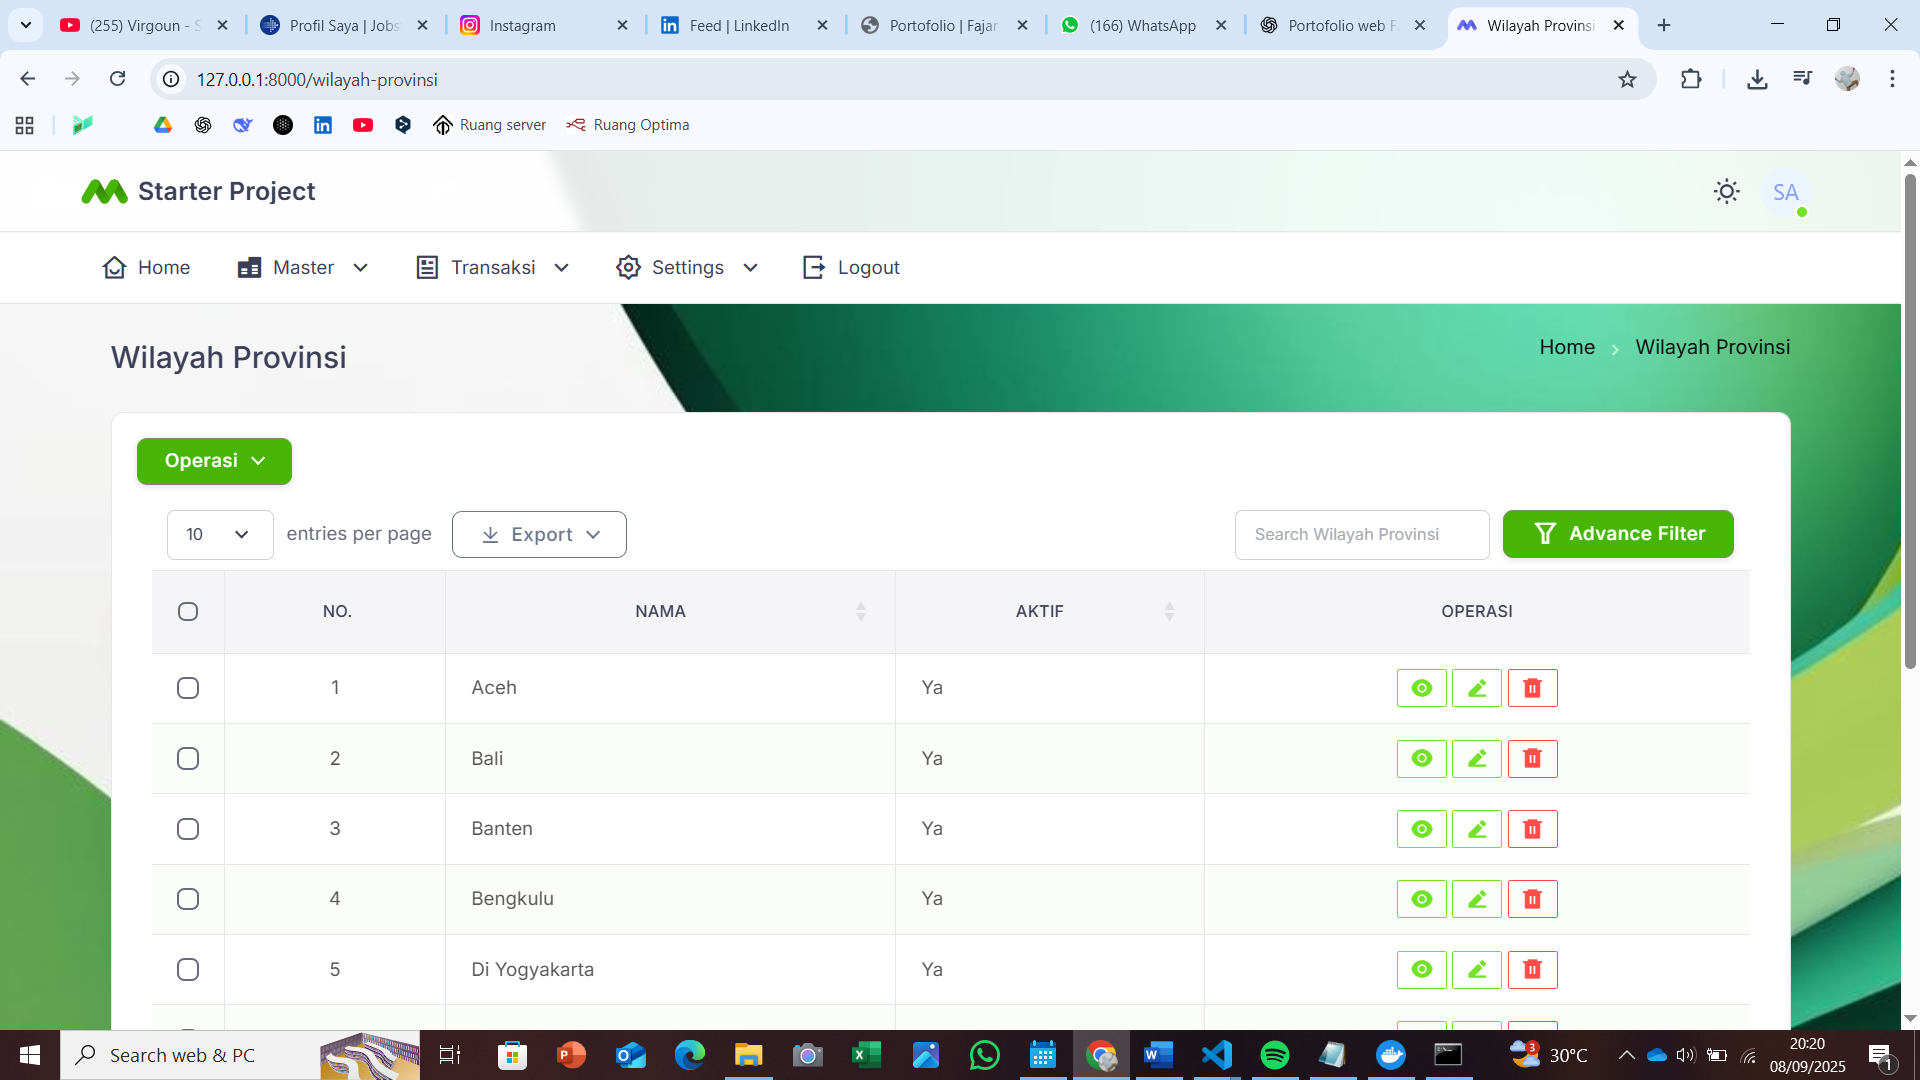 (255) Virgoun - S
Profil Saya | Jobs
Instagram
Feed | LinkedIn
Portofolio | Fajar
(166) WhatsApp
Portofolio web F
Wilayah Provinsi
127.0.0.1:8000/wilayah-provinsi
Ruang server
Ruang Optima
Starter Project
SA
Home
Master
Transaksi
Settings
Logout
Wilayah Provinsi
Home
Wilayah Provinsi
Operasi
10
entries per page
Export
Search Wilayah Provinsi
Advance Filter
NO.
NAMA
AKTIF
OPERASI
1
Aceh
Ya
2
Bali
Ya
3
Banten
Ya
4
Bengkulu
Ya
5
Di Yogyakarta
Ya
Search web & PC
3
30°C
20:20
08/09/2025
1